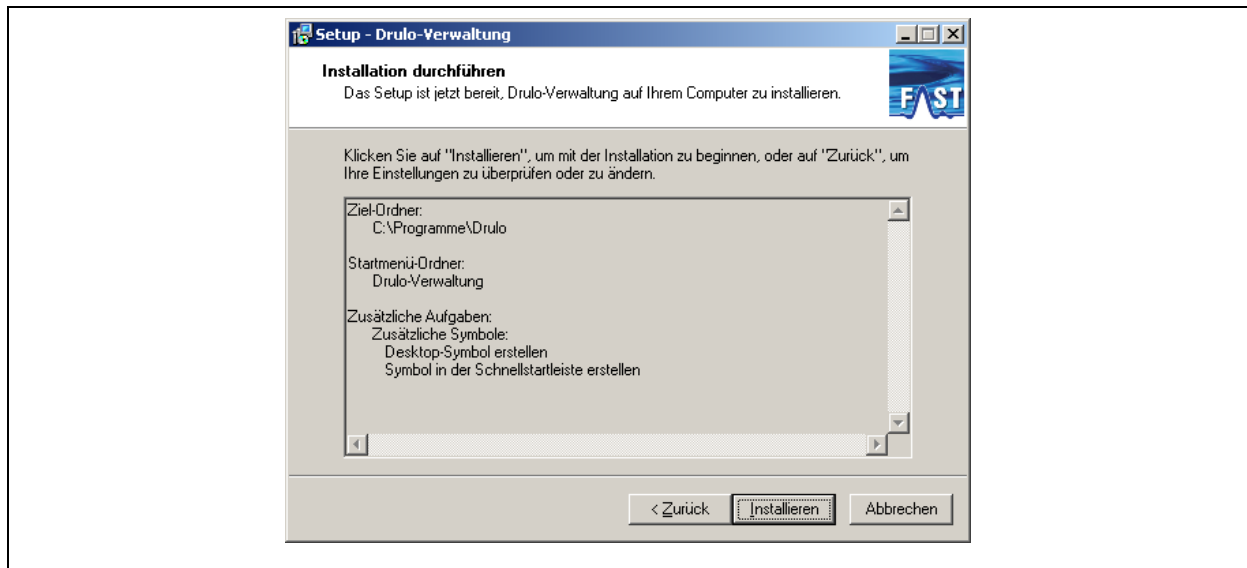 Setup - Drulo-Verwaltung
Installation durchführen
Das Setup ist jetzt bereit, Drulo-Verwaltung auf Ihrem Computer zu installieren.
FAST
Klicken Sie auf "Installieren", um mit der Installation zu beginnen, oder auf "Zurück", um
Ihre Einstellungen zu überprüfen oder zu ändern.
Ziel-Ordner:
C:\Programme\Drulo
Startmenü-Ordner:
Drulo-Verwaltung
Zusätzliche Aufgaben:
Zusätzliche Symbole:
Desktop-Symbol erstellen
Symbol in der Schnellstartleiste erstellen
< Zurück Installieren Abbrechen